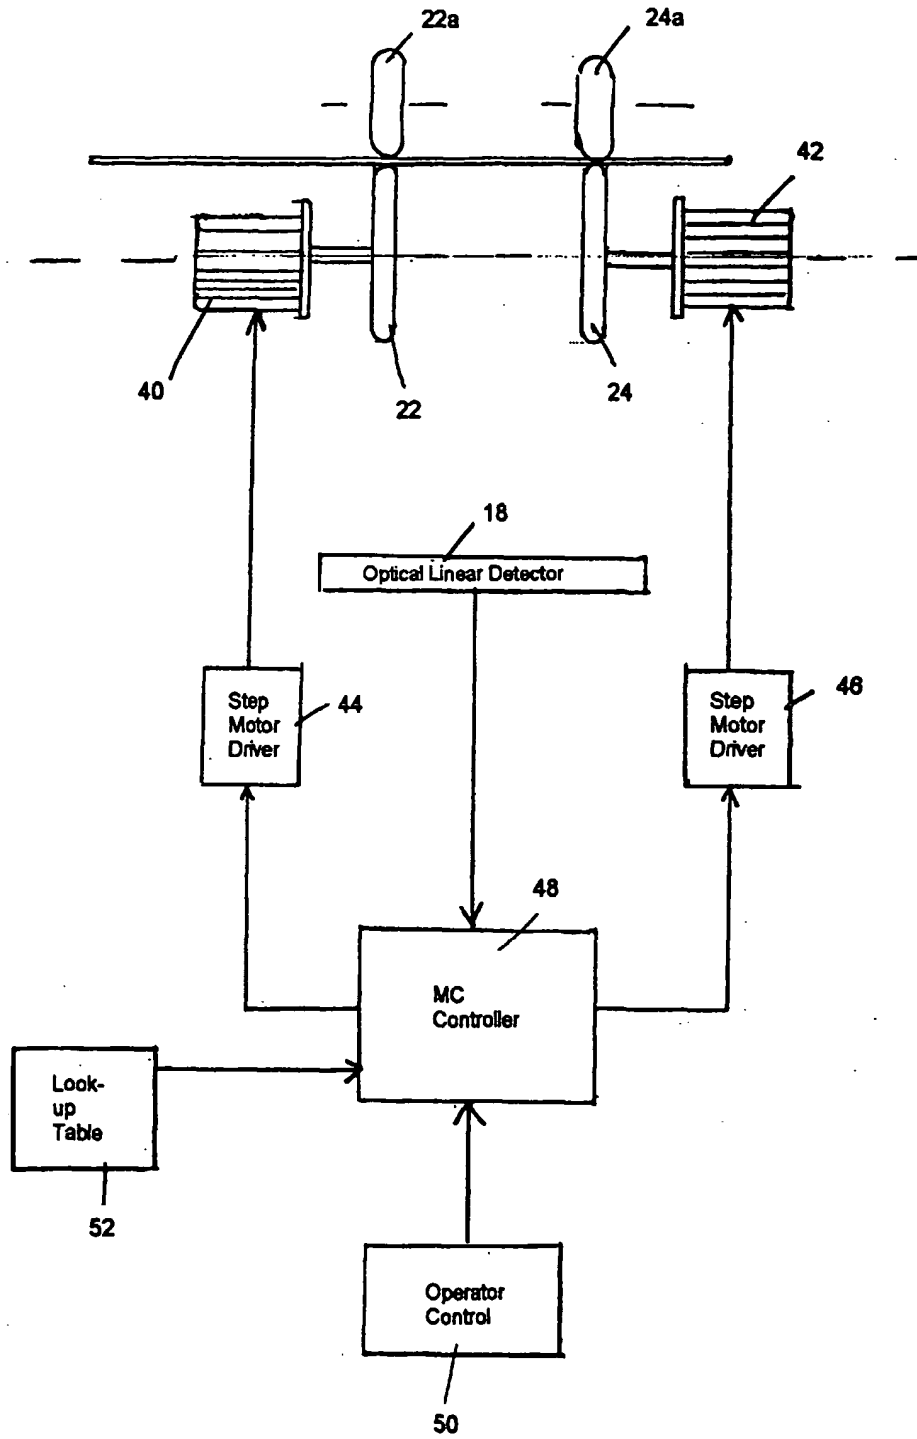 22a
24a
42
40
22
24
18
Optical Linear Detector
Step
Motor
Driver
44
Step
Motor
Driver
46
48
MC
Controller
Look-
up
Table
52
Operator
Control
50